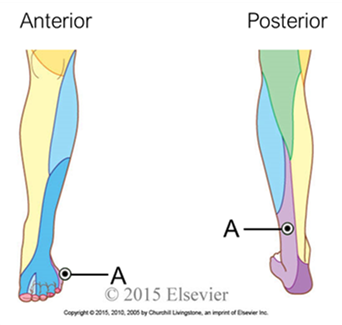 Anterior
Posterior
A
A
© 2015 Elsevier
Copyright © 2015, 2010, 2005 by Churchill Livingstone, an imprint of Elsevier Inc.